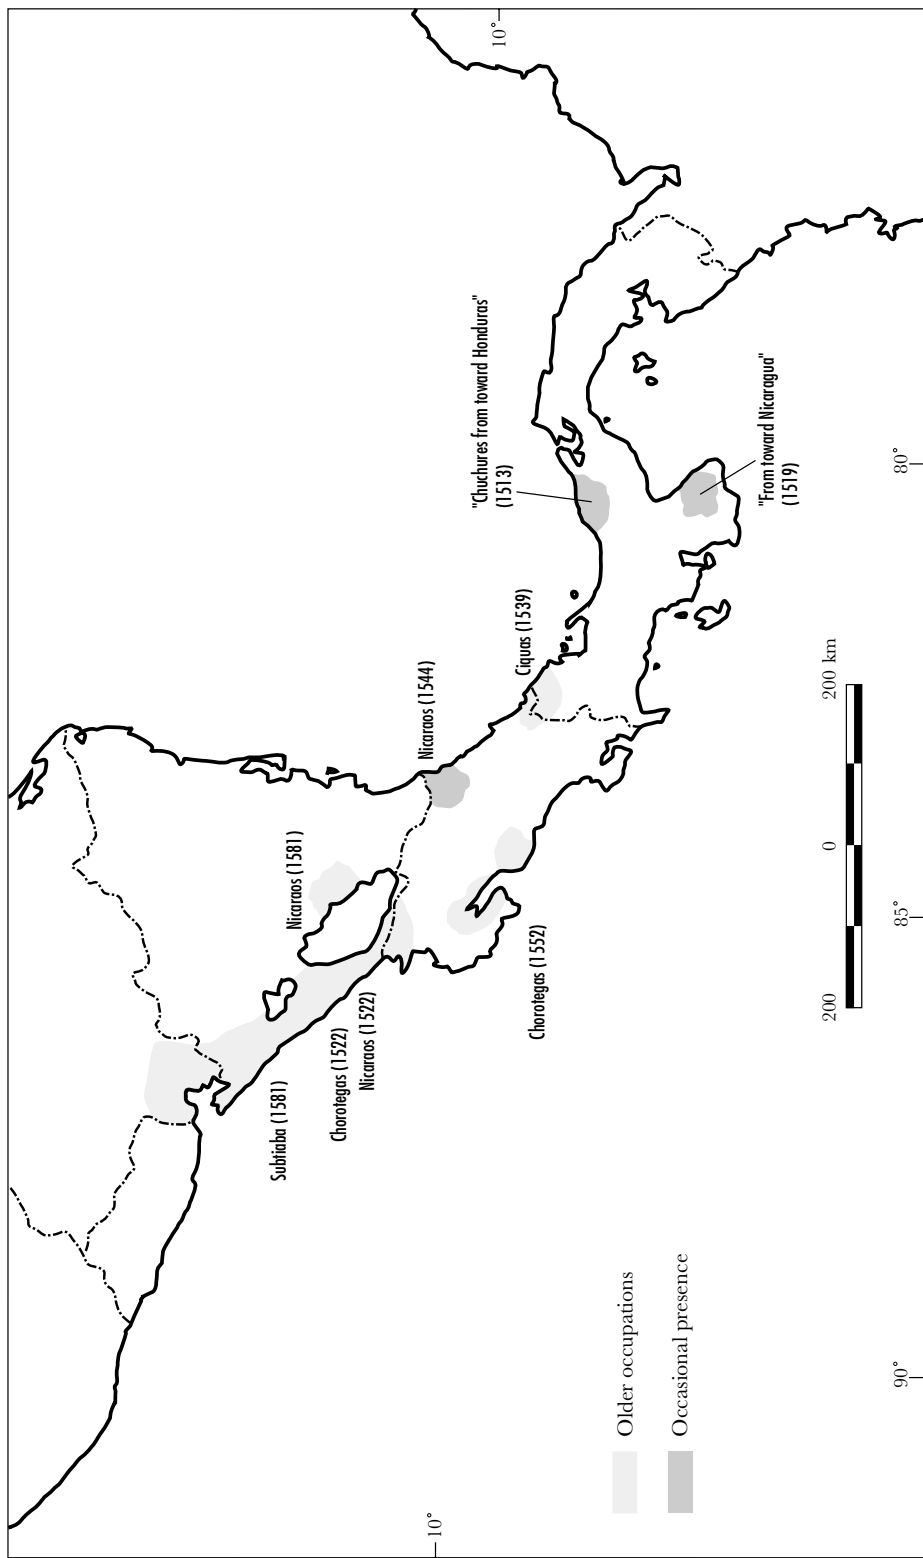 10°
"Chuchures from toward Honduras"
(1513)
"From toward Nicaragua"
(1519)
80°
Ciquas (1539)
Nicaraos (1544)
Nicaraos (1581)
Chorotegas (1552)
85°
Nicaraos (1522)
Chorotegas (1522)
Subtiaba (1581)
200 0 200 km
Older occupations
Occasional presence
90°
10°